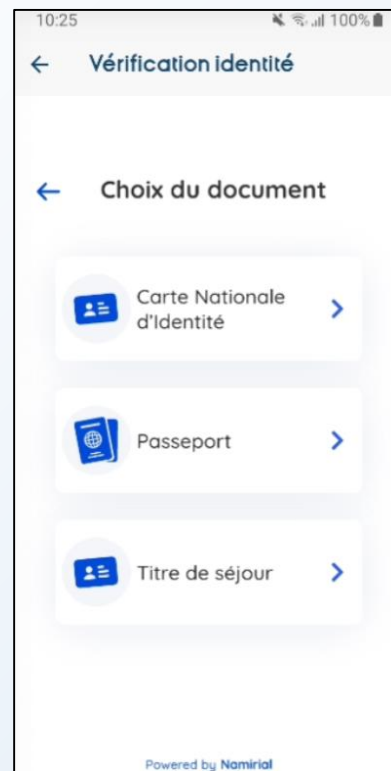 10:25 100%
Vérification identité
Choix du document
Carte Nationale
d'Identité
Passeport
Titre de séjour
Powered by Namirial